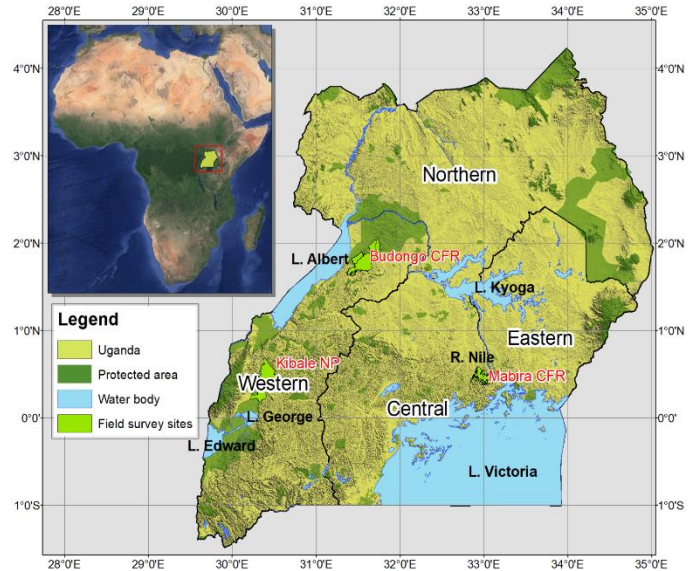 28°0'E 29°0'E 30°0'E 31°0'E 32°0'E 33°0'E 34°0'E 35°0'E
4°0'N
4°0'N
3°0'N
3°0'N
Northern
2°0'N
2°0'N
L. Albert
Budongo CFR
L. Kyoga
1°0'N
1°0'N
Legend
Uganda
Protected area
Water body
Field survey sites
Eastern
R. Nile
Kibale NP
Mabira CFR
Western
Central
0°0'
0°0'
L. George
L. Edward
L. Victoria
1°0'S
1°0'S
28°0'E 29°0'E 30°0'E 31°0'E 32°0'E 33°0'E 34°0'E 35°0'E